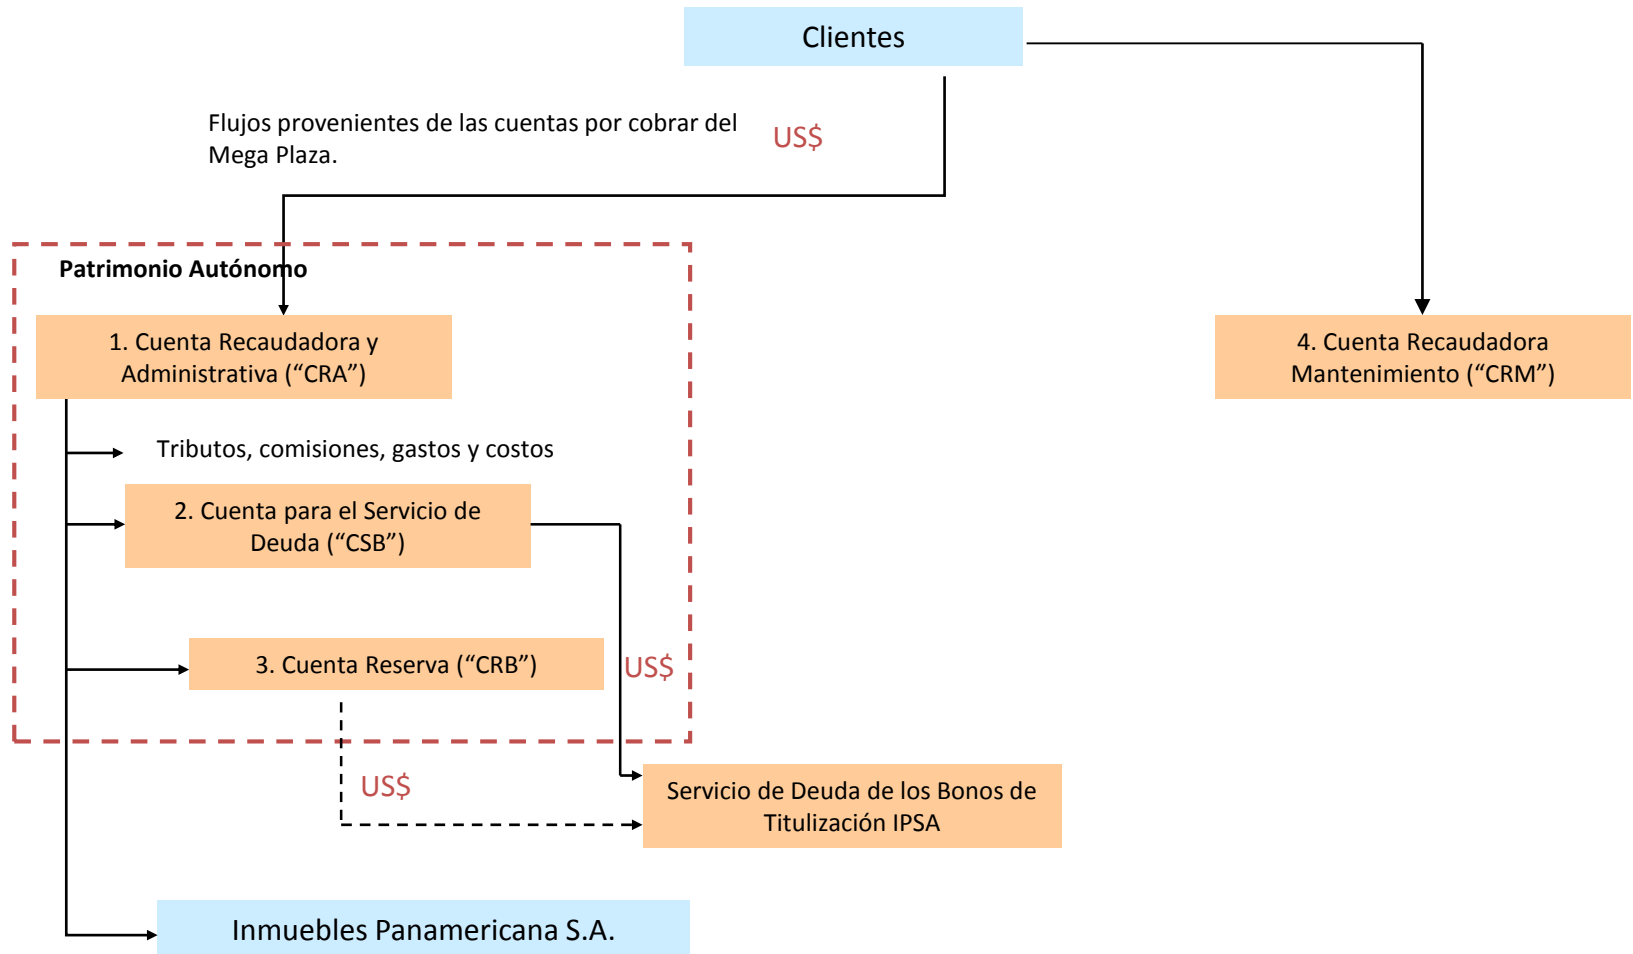 Clientes
Flujos provenientes de las cuentas por cobrar del
Mega Plaza.
US$
Patrimonio Autónomo
1. Cuenta Recaudadora y
Administrativa (“CRA”)
4. Cuenta Recaudadora
Mantenimiento (“CRM”)
Tributos, comisiones, gastos y costos
2. Cuenta para el Servicio de
Deuda (“CSB”)
3. Cuenta Reserva (“CRB”)
US$
US$
Servicio de Deuda de los Bonos de
Titulización IPSA
Inmuebles Panamericana S.A.